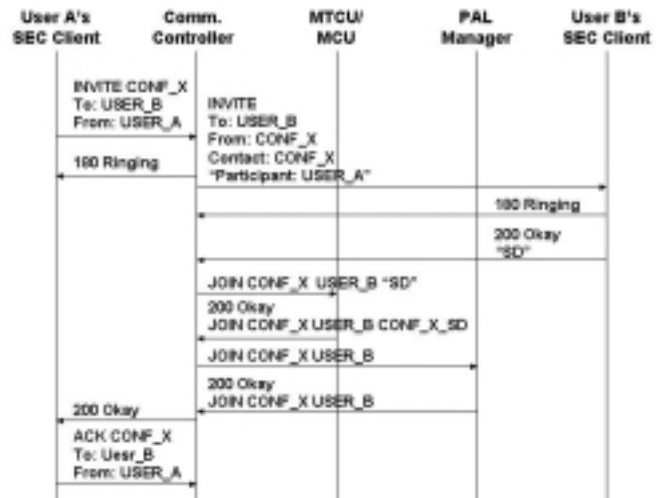 User A's SEC Client
Comm. Controller
MTCU/ MCU
PAL Manager
User B's SEC Client
INVITE CONF_X
To: USER_B
From: USER_A
INVITE
To: USER_B
From: CONF_X
Contact: CONF_X
"Participant: USER_A"
180 Ringing
180 Ringing
200 Okay
"SD"
JOIN CONF_X USER_B "SD"
200 Okay
JOIN CONF_X USER_B CONF_X_SD
JOIN CONF_X USER_B
200 Okay
JOIN CONF_X USER_B
200 Okay
ACK CONF_X
To: Uesr_B
From: USER_A